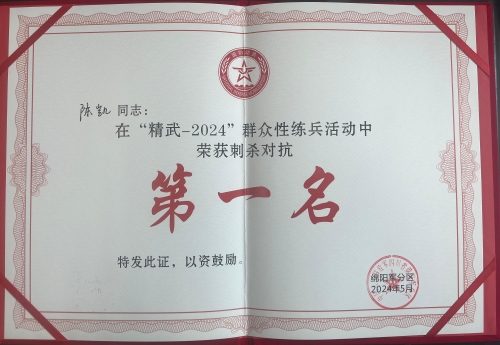 陈凯 同志：
在“精武-2024”群众性练兵活动中
荣获刺杀对抗
第一名
特发此证，以资鼓励。
绵阳军分区
2024年5月